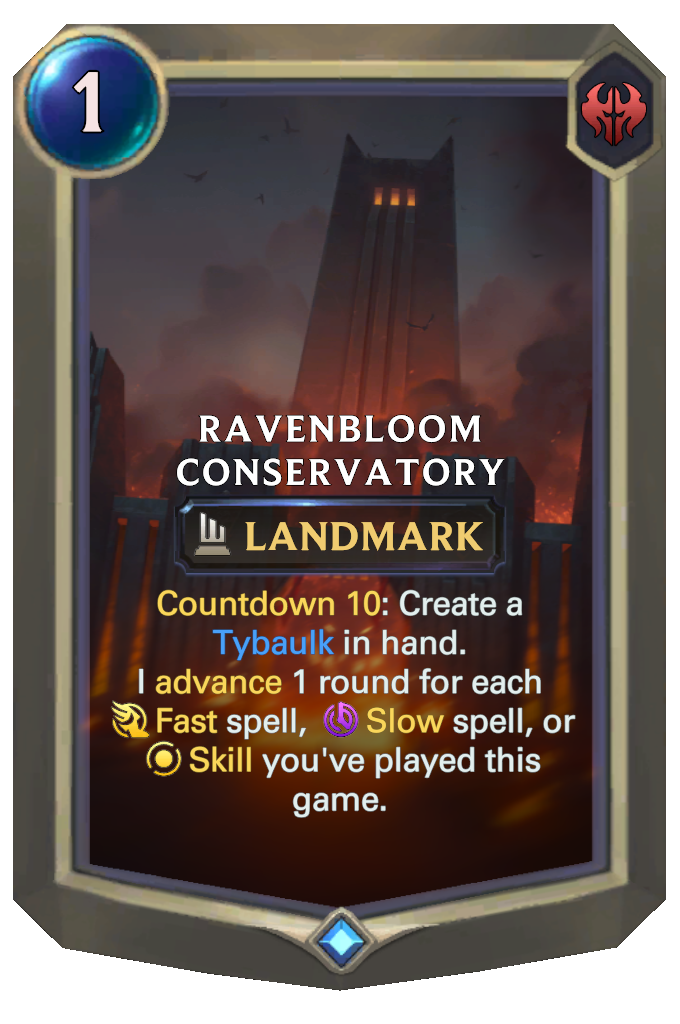 1
RAVENBLOOM
CONSERVATORY
LANDMARK
Countdown 10: Create a
Tybaulk in hand.
I advance 1 round for each
Fast spell, Slow spell, or
Skill you've played this
game.